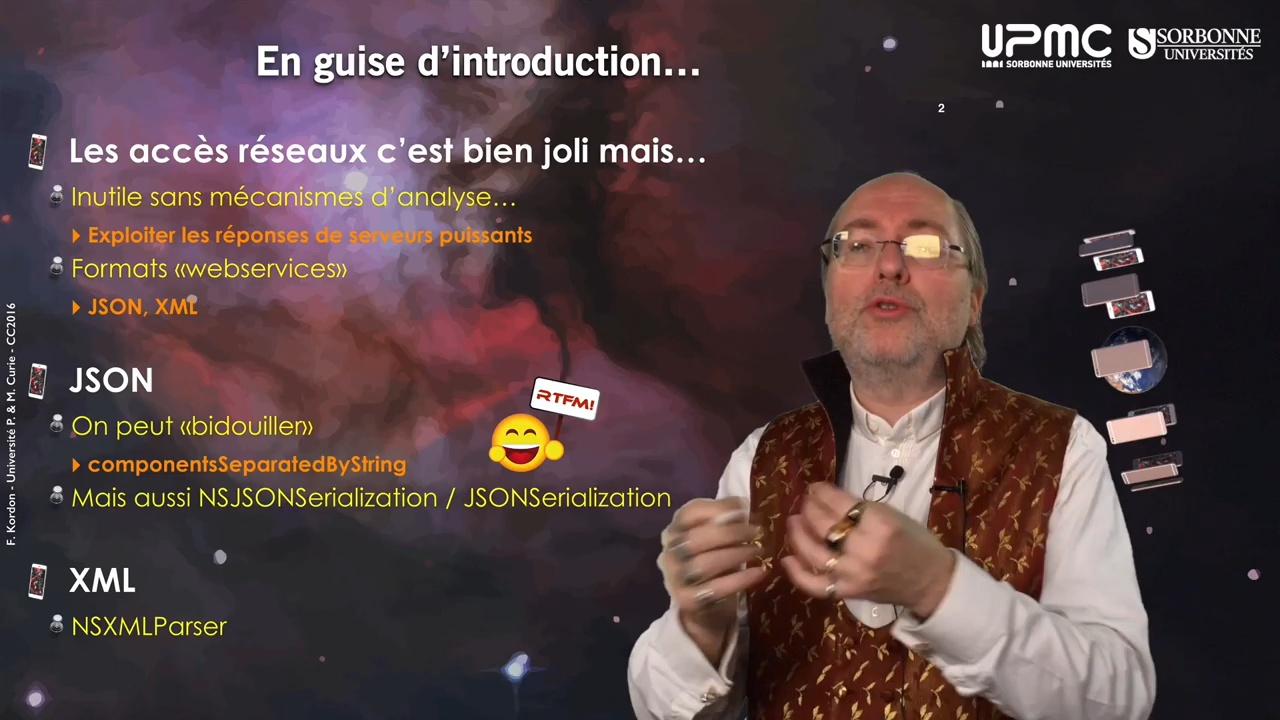 En guise d’introduction...
UPMC
SORBONNE UNIVERSITÉS
SORBONNE
UNIVERSITÉS
2
Les accès réseaux c’est bien joli mais…
Inutile sans mécanismes d’analyse…
Exploiter les réponses de serveurs puissants
Formats «webservices»
JSON, XML
JSON
RTFM!
On peut «bidouiller»
componentsSeparatedByString
Mais aussi NSJSONSerialization / JSONSerialization
XML
NSXMLParser
F. Kordon - Université P. & M. Curie - CC2016